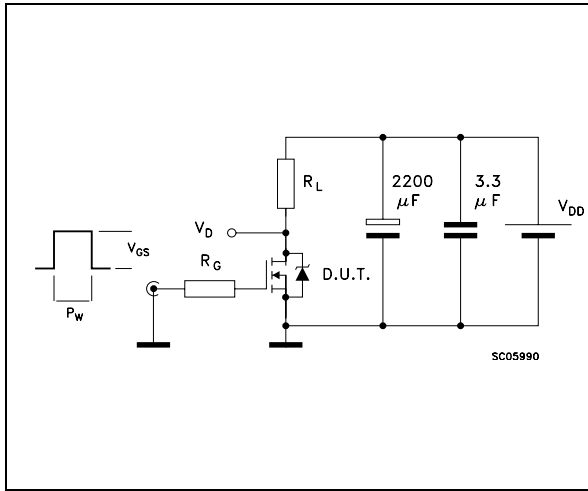 R_L
2200
μF
3.3
μF
V_DD
V_D
V_GS
R_G
D.U.T.
P_W
SC05990